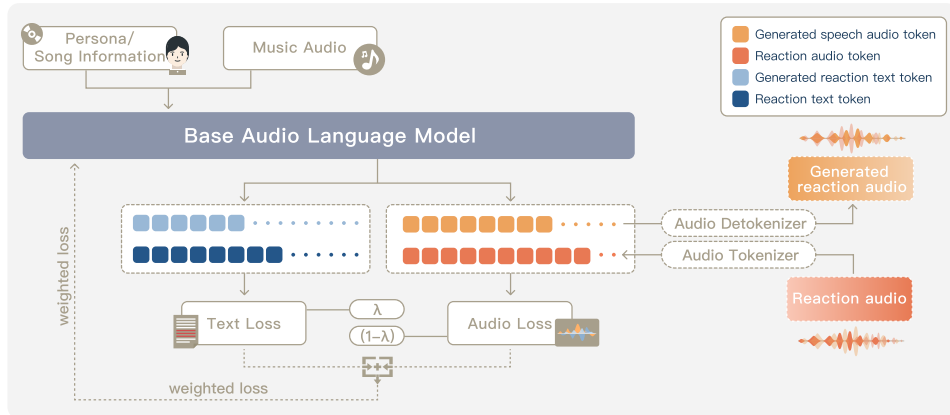 Persona/
Song Information
Music Audio
Generated speech audio token
Reaction audio token
Generated reaction text token
Reaction text token
Base Audio Language Model
Generated
reaction audio
Audio Detokenizer
Audio Tokenizer
Reaction audio
weighted loss
Text Loss
λ
(1−λ)
Audio Loss
weighted loss